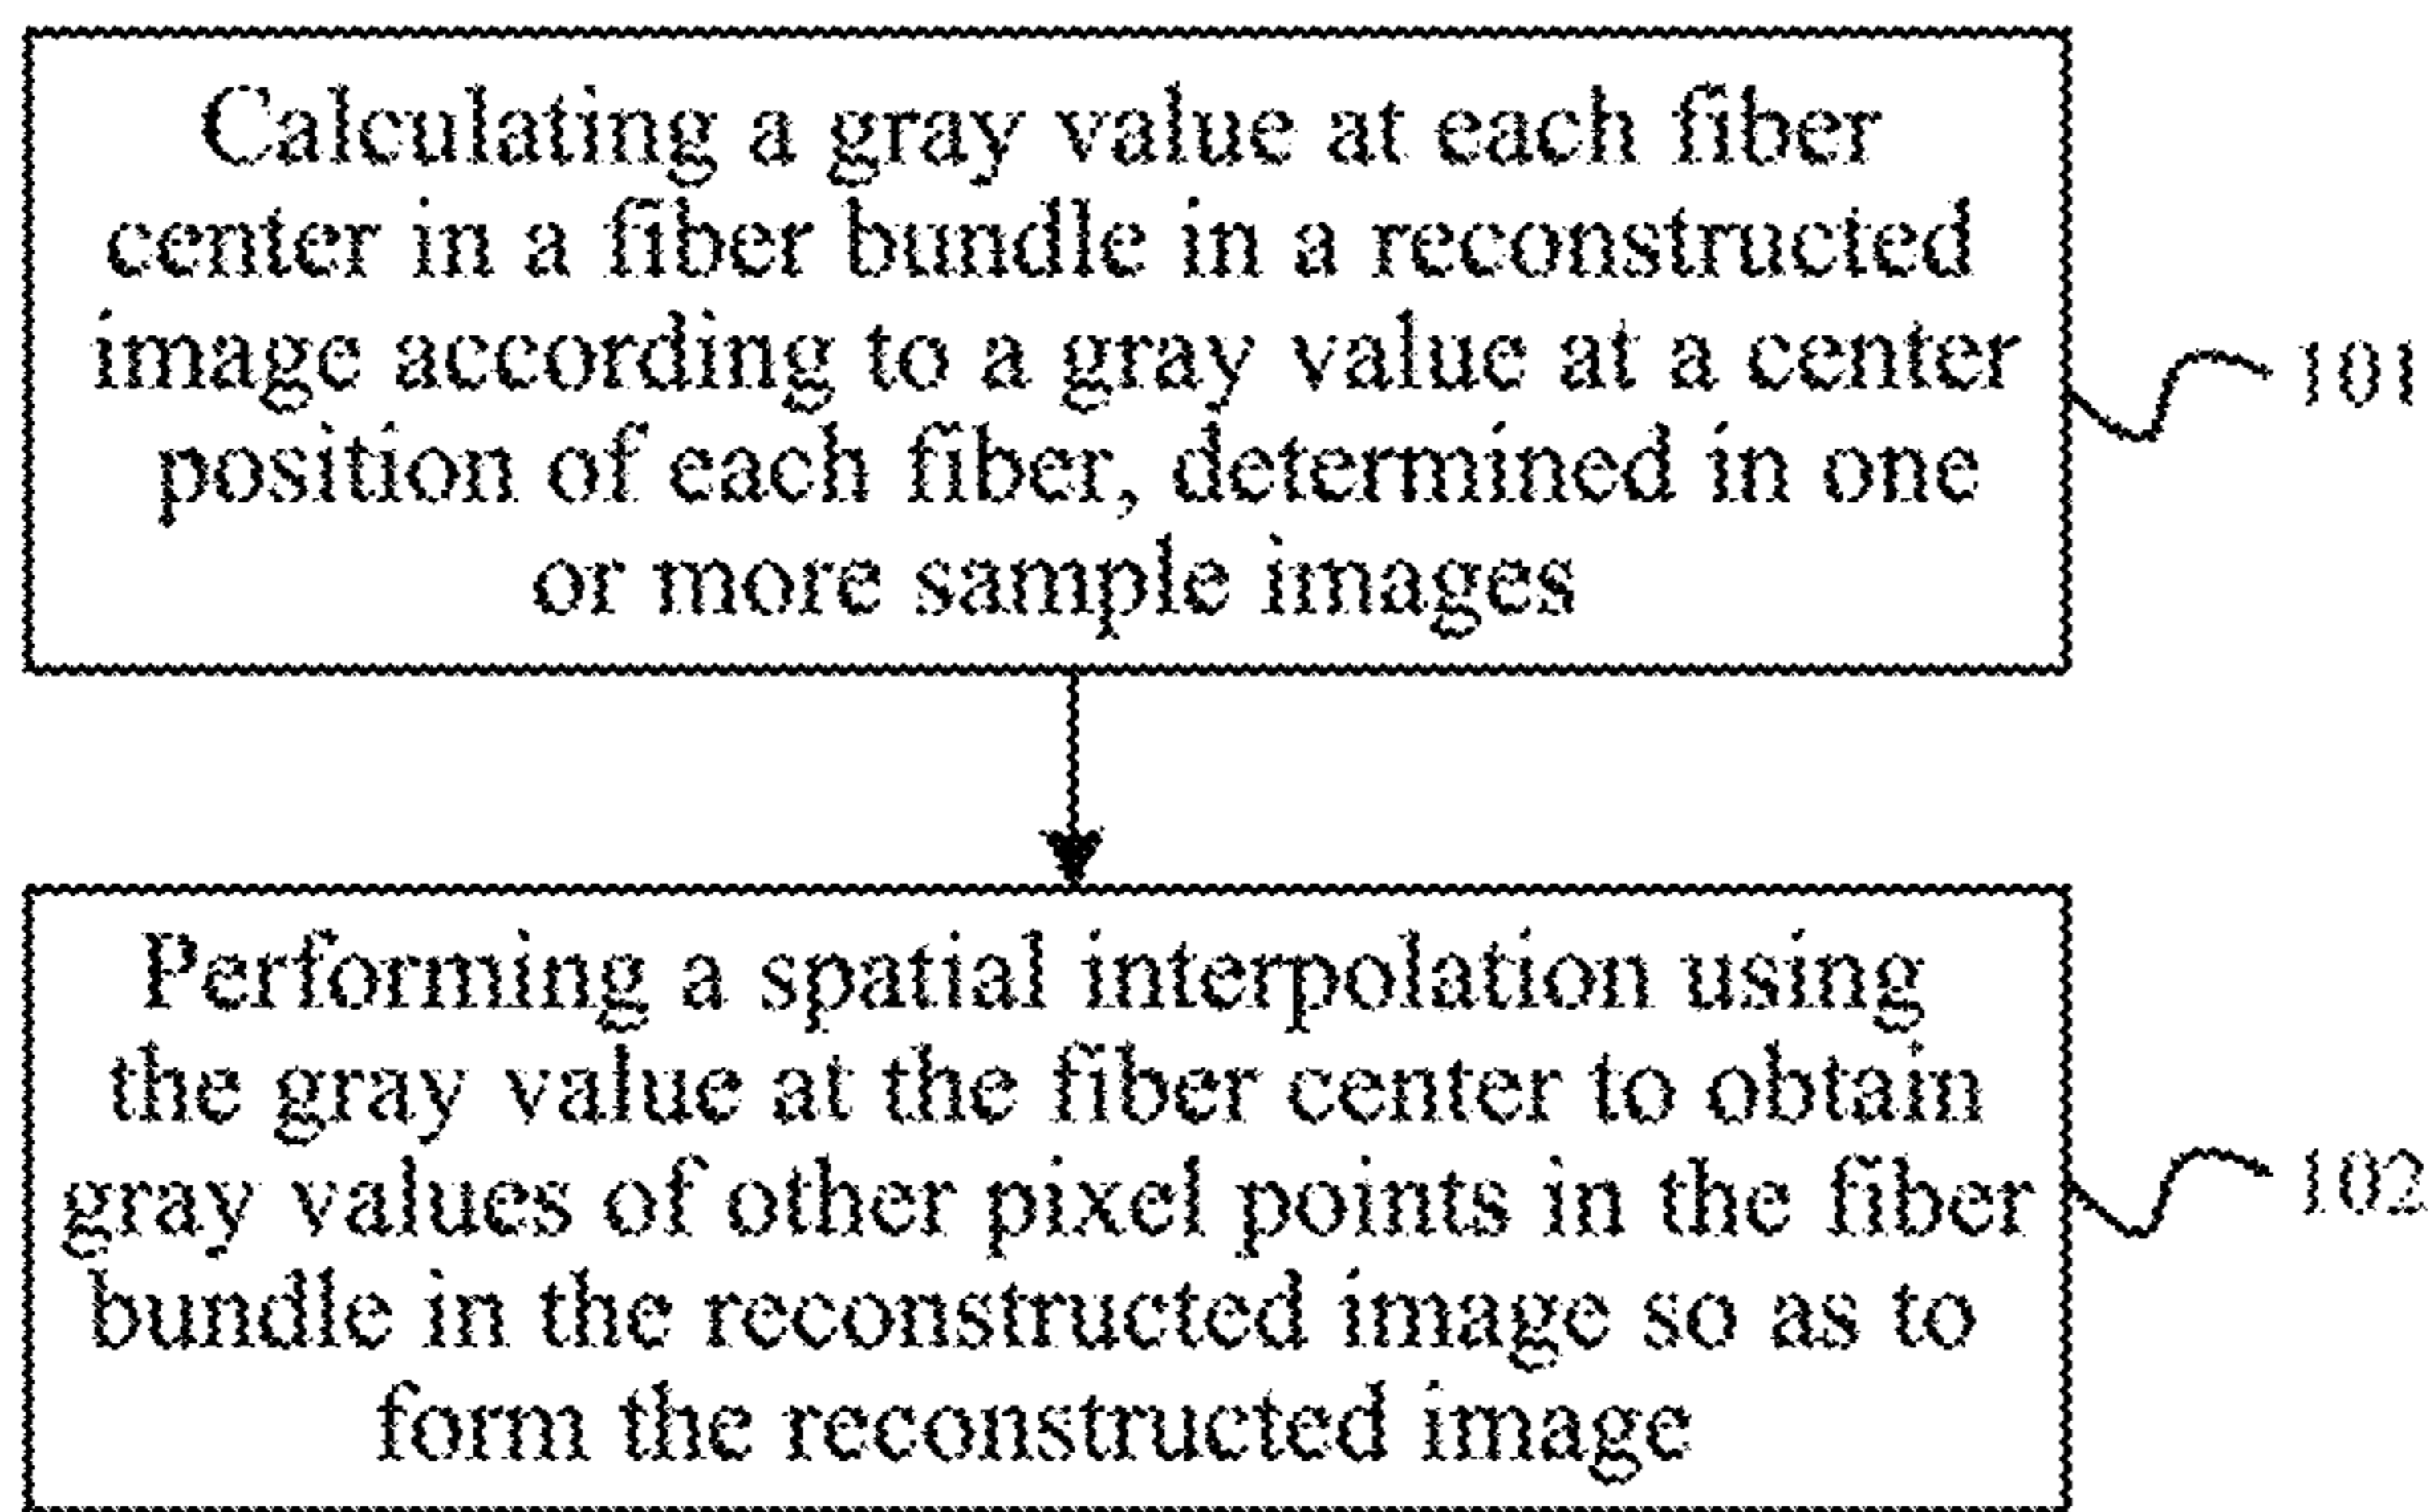 Calculating a gray value at each fiber
center in a fiber bundle in a reconstructed
image according to a gray value at a center
position of each fiber, determined in one
or more sample images
101
Performing a spatial interpolation using
the gray value at the fiber center to obtain
gray values of other pixel points in the fiber
bundle in the reconstructed image so as to
form the reconstructed image
102